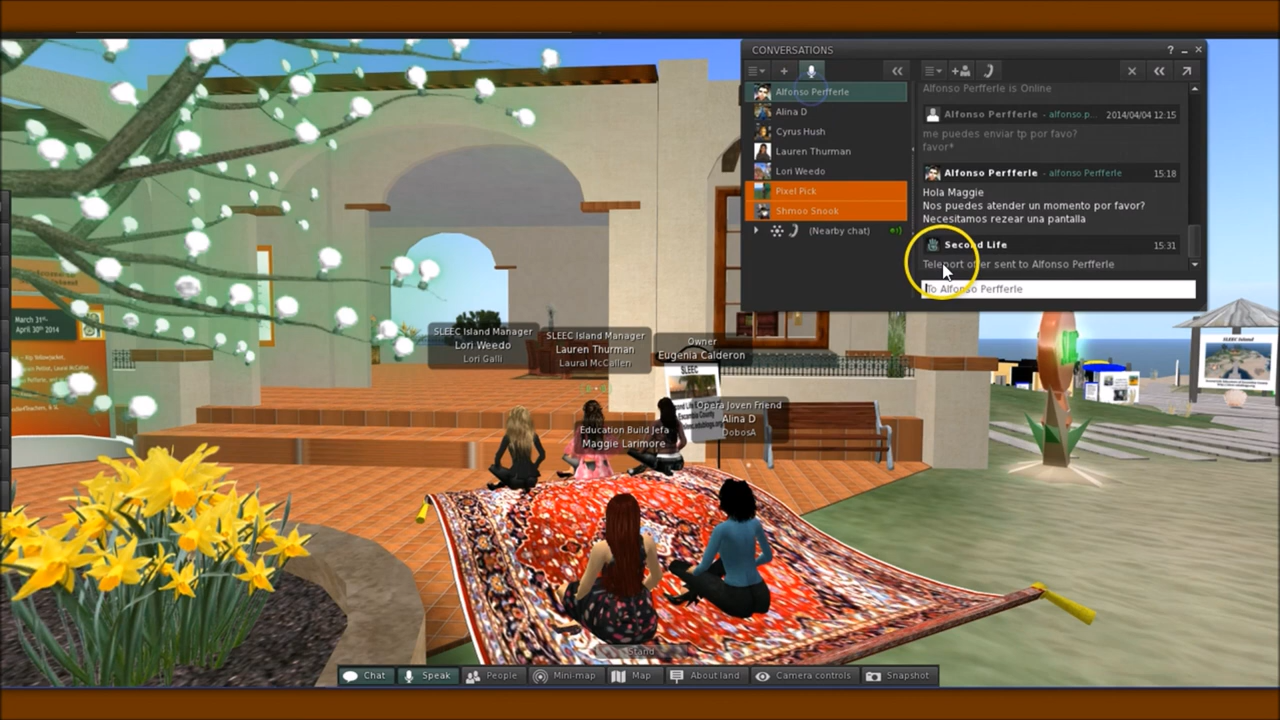 CONVERSATIONS
Alfonso Perfferle
Alina D
Cyrus Hush
Lauren Thurman
Lori Weedo
Pixel Pick
Shmoo Snook
(Nearby chat)
Alfonso Perfferle is Online
Alfonso Perfferle - alfonso.p... 2014/04/04 12:15
me puedes enviar tp por favo?
favor*
Alfonso Perfferle - alfonso Perfferle 15:18
Hola Maggie
Nos puedes atender un momento por favor?
Necesitamos rezear una pantalla
Second Life 15:31
Teleport offer sent to Alfonso Perfferle
To Alfonso Perfferle
March 31st-
April 30th 2014
SLEEC Island Manager
Lori Weedo
Lori Galli
SLEEC Island Manager
Lauren Thurman
Laural McCallen
Owner
Eugenia Calderon
SLEEC
Opera Joven Friend
Alina D
DobosA
Education Build Jefa
Maggie Larimore
SLEEC Island
Stand
Chat
Speak
People
Mini-map
Map
About land
Camera controls
Snapshot